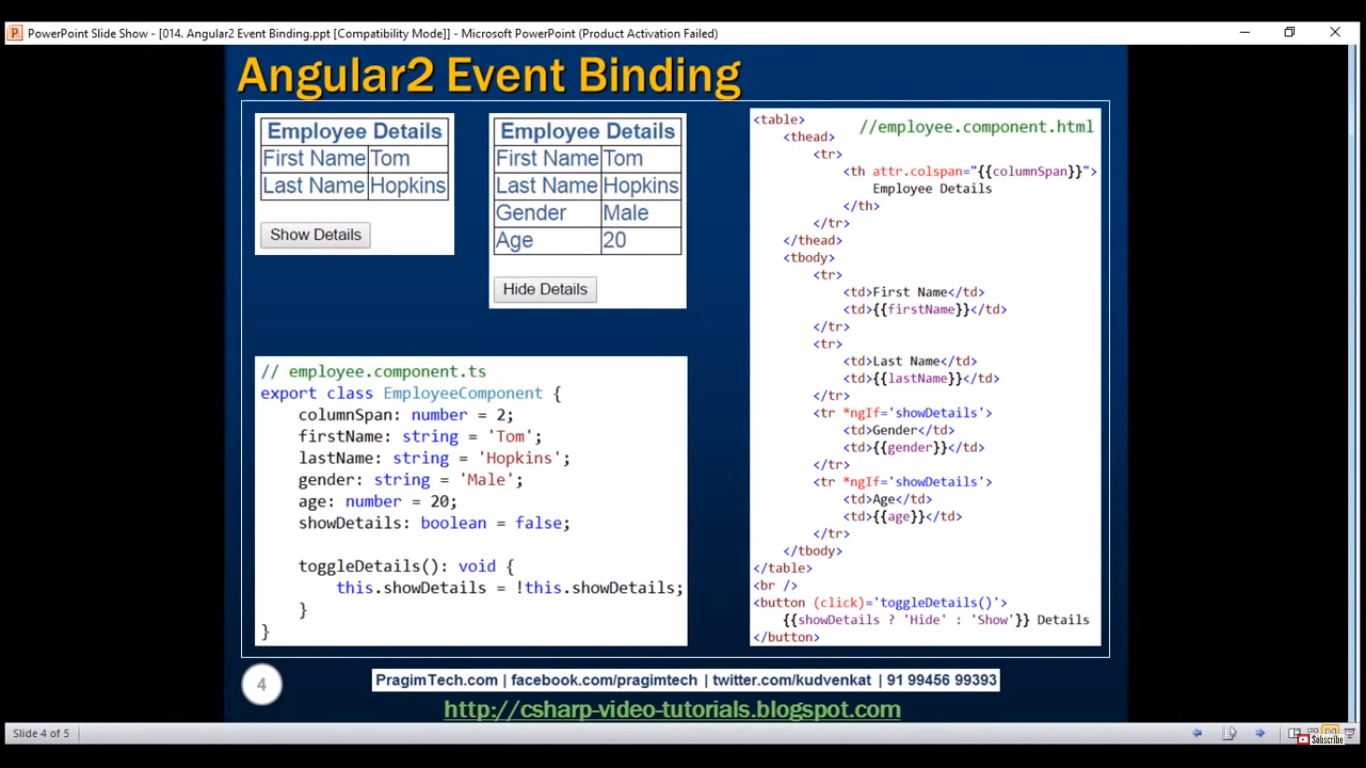 PowerPoint Slide Show - [014. Angular2 Event Binding.ppt [Compatibility Mode]] - Microsoft PowerPoint (Product Activation Failed)
Angular2 Event Binding
Employee Details
First Name Tom
Last Name Hopkins
Show Details
Employee Details
First Name Tom
Last Name Hopkins
Gender Male
Age 20
Hide Details
// employee.component.ts
export class EmployeeComponent {
columnSpan: number = 2;
firstName: string = 'Tom';
lastName: string = 'Hopkins';
gender: string = 'Male';
age: number = 20;
showDetails: boolean = false;
toggleDetails(): void {
this.showDetails = !this.showDetails;
}
}
<table>
//employee.component.html
<thead>
<tr>
<th attr.colspan="{{columnSpan}}">
Employee Details
</th>
</tr>
</thead>
<tbody>
<tr>
<td>First Name</td>
<td>{{firstName}}</td>
</tr>
<tr>
<td>Last Name</td>
<td>{{lastName}}</td>
</tr>
<tr *ngIf='showDetails'>
<td>Gender</td>
<td>{{gender}}</td>
</tr>
<tr *ngIf='showDetails'>
<td>Age</td>
<td>{{age}}</td>
</tr>
</tbody>
</table>
<br />
<button (click)='toggleDetails()'>
{{showDetails ? 'Hide' : 'Show'}} Details
</button>
4
PragimTech.com | facebook.com/pragimtech | twitter.com/kudvenkat | 91 99456 99393
http://csharp-video-tutorials.blogspot.com
Slide 4 of 5
Subscribe